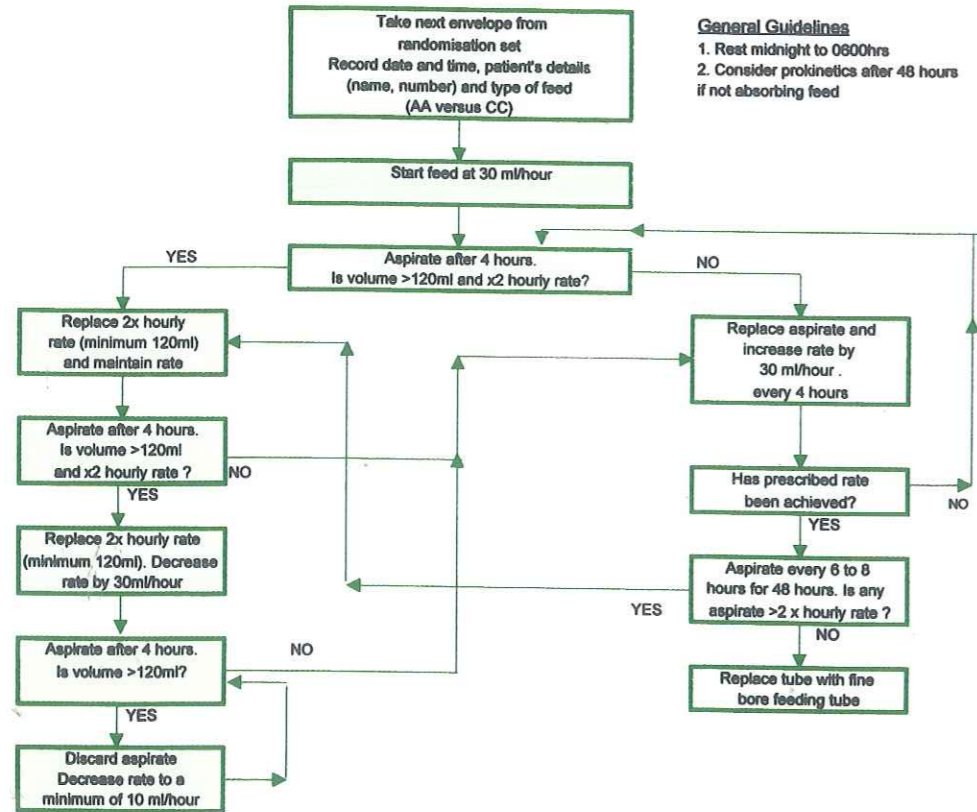 Take next envelope from
randomisation set
Record date and time, patient's details
(name, number) and type of feed
(AA versus CC)
General Guidelines
1. Rest midnight to 0600hrs
2. Consider prokinetics after 48 hours
if not absorbing feed
Start feed at 30 ml/hour
Aspirate after 4 hours.
Is volume >120ml and x2 hourly rate?
YES
NO
Replace 2x hourly
rate (minimum 120ml)
and maintain rate
Replace aspirate and
increase rate by
30 ml/hour .
every 4 hours
Aspirate after 4 hours.
Is volume >120ml
and x2 hourly rate ?
NO
YES
Has prescribed rate
been achieved?
NO
YES
Replace 2x hourly rate
(minimum 120ml). Decrease
rate by 30ml/hour
Aspirate every 6 to 8
hours for 48 hours. Is any
aspirate >2 x hourly rate ?
YES
NO
Aspirate after 4 hours.
Is volume >120ml?
NO
YES
Replace tube with fine
bore feeding tube
Discard aspirate
Decrease rate to a
minimum of 10 ml/hour